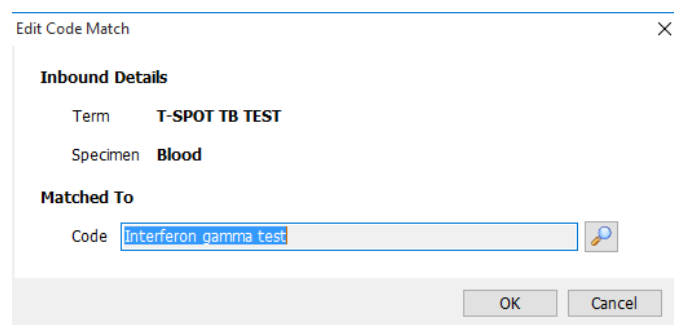 Edit Code Match
Inbound Details
Term T-SPOT TB TEST
Specimen Blood
Matched To
Code Interferon gamma test
OK Cancel